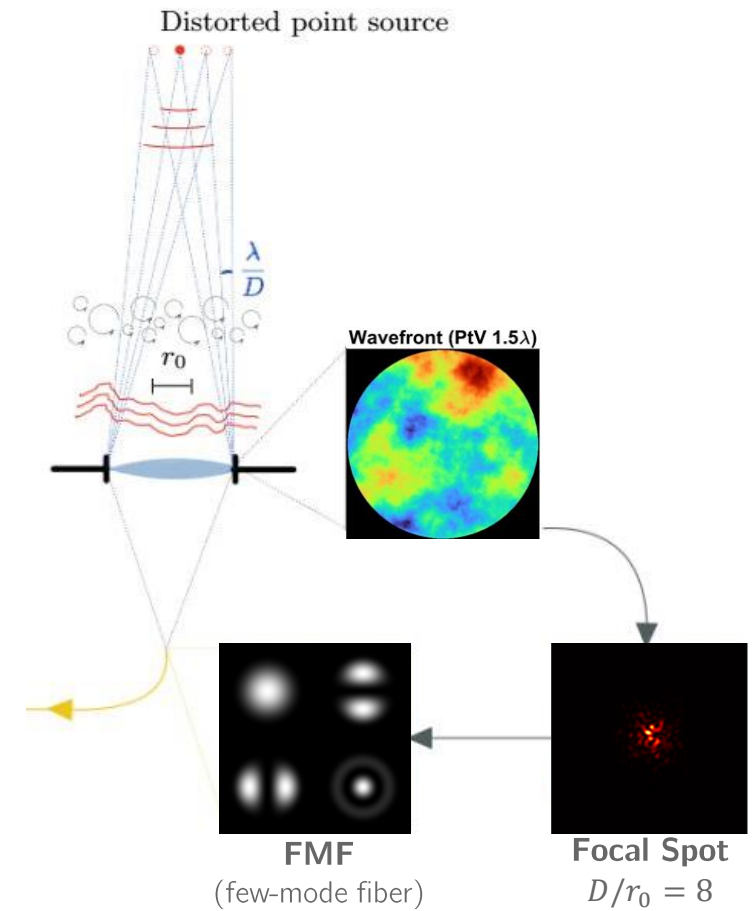 Distorted point source
λ
D
r₀
Wavefront (PtV 1.5λ)
FMF
(few-mode fiber)
Focal Spot
D/r₀ = 8